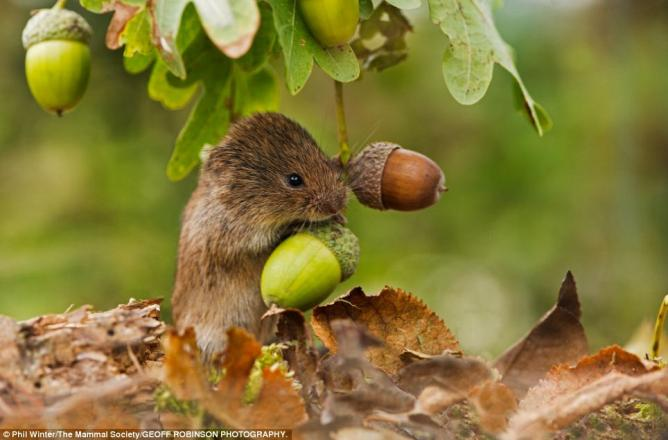 © Phil Winter/The Mammal Society/GEOFF ROBINSON PHOTOGRAPHY.